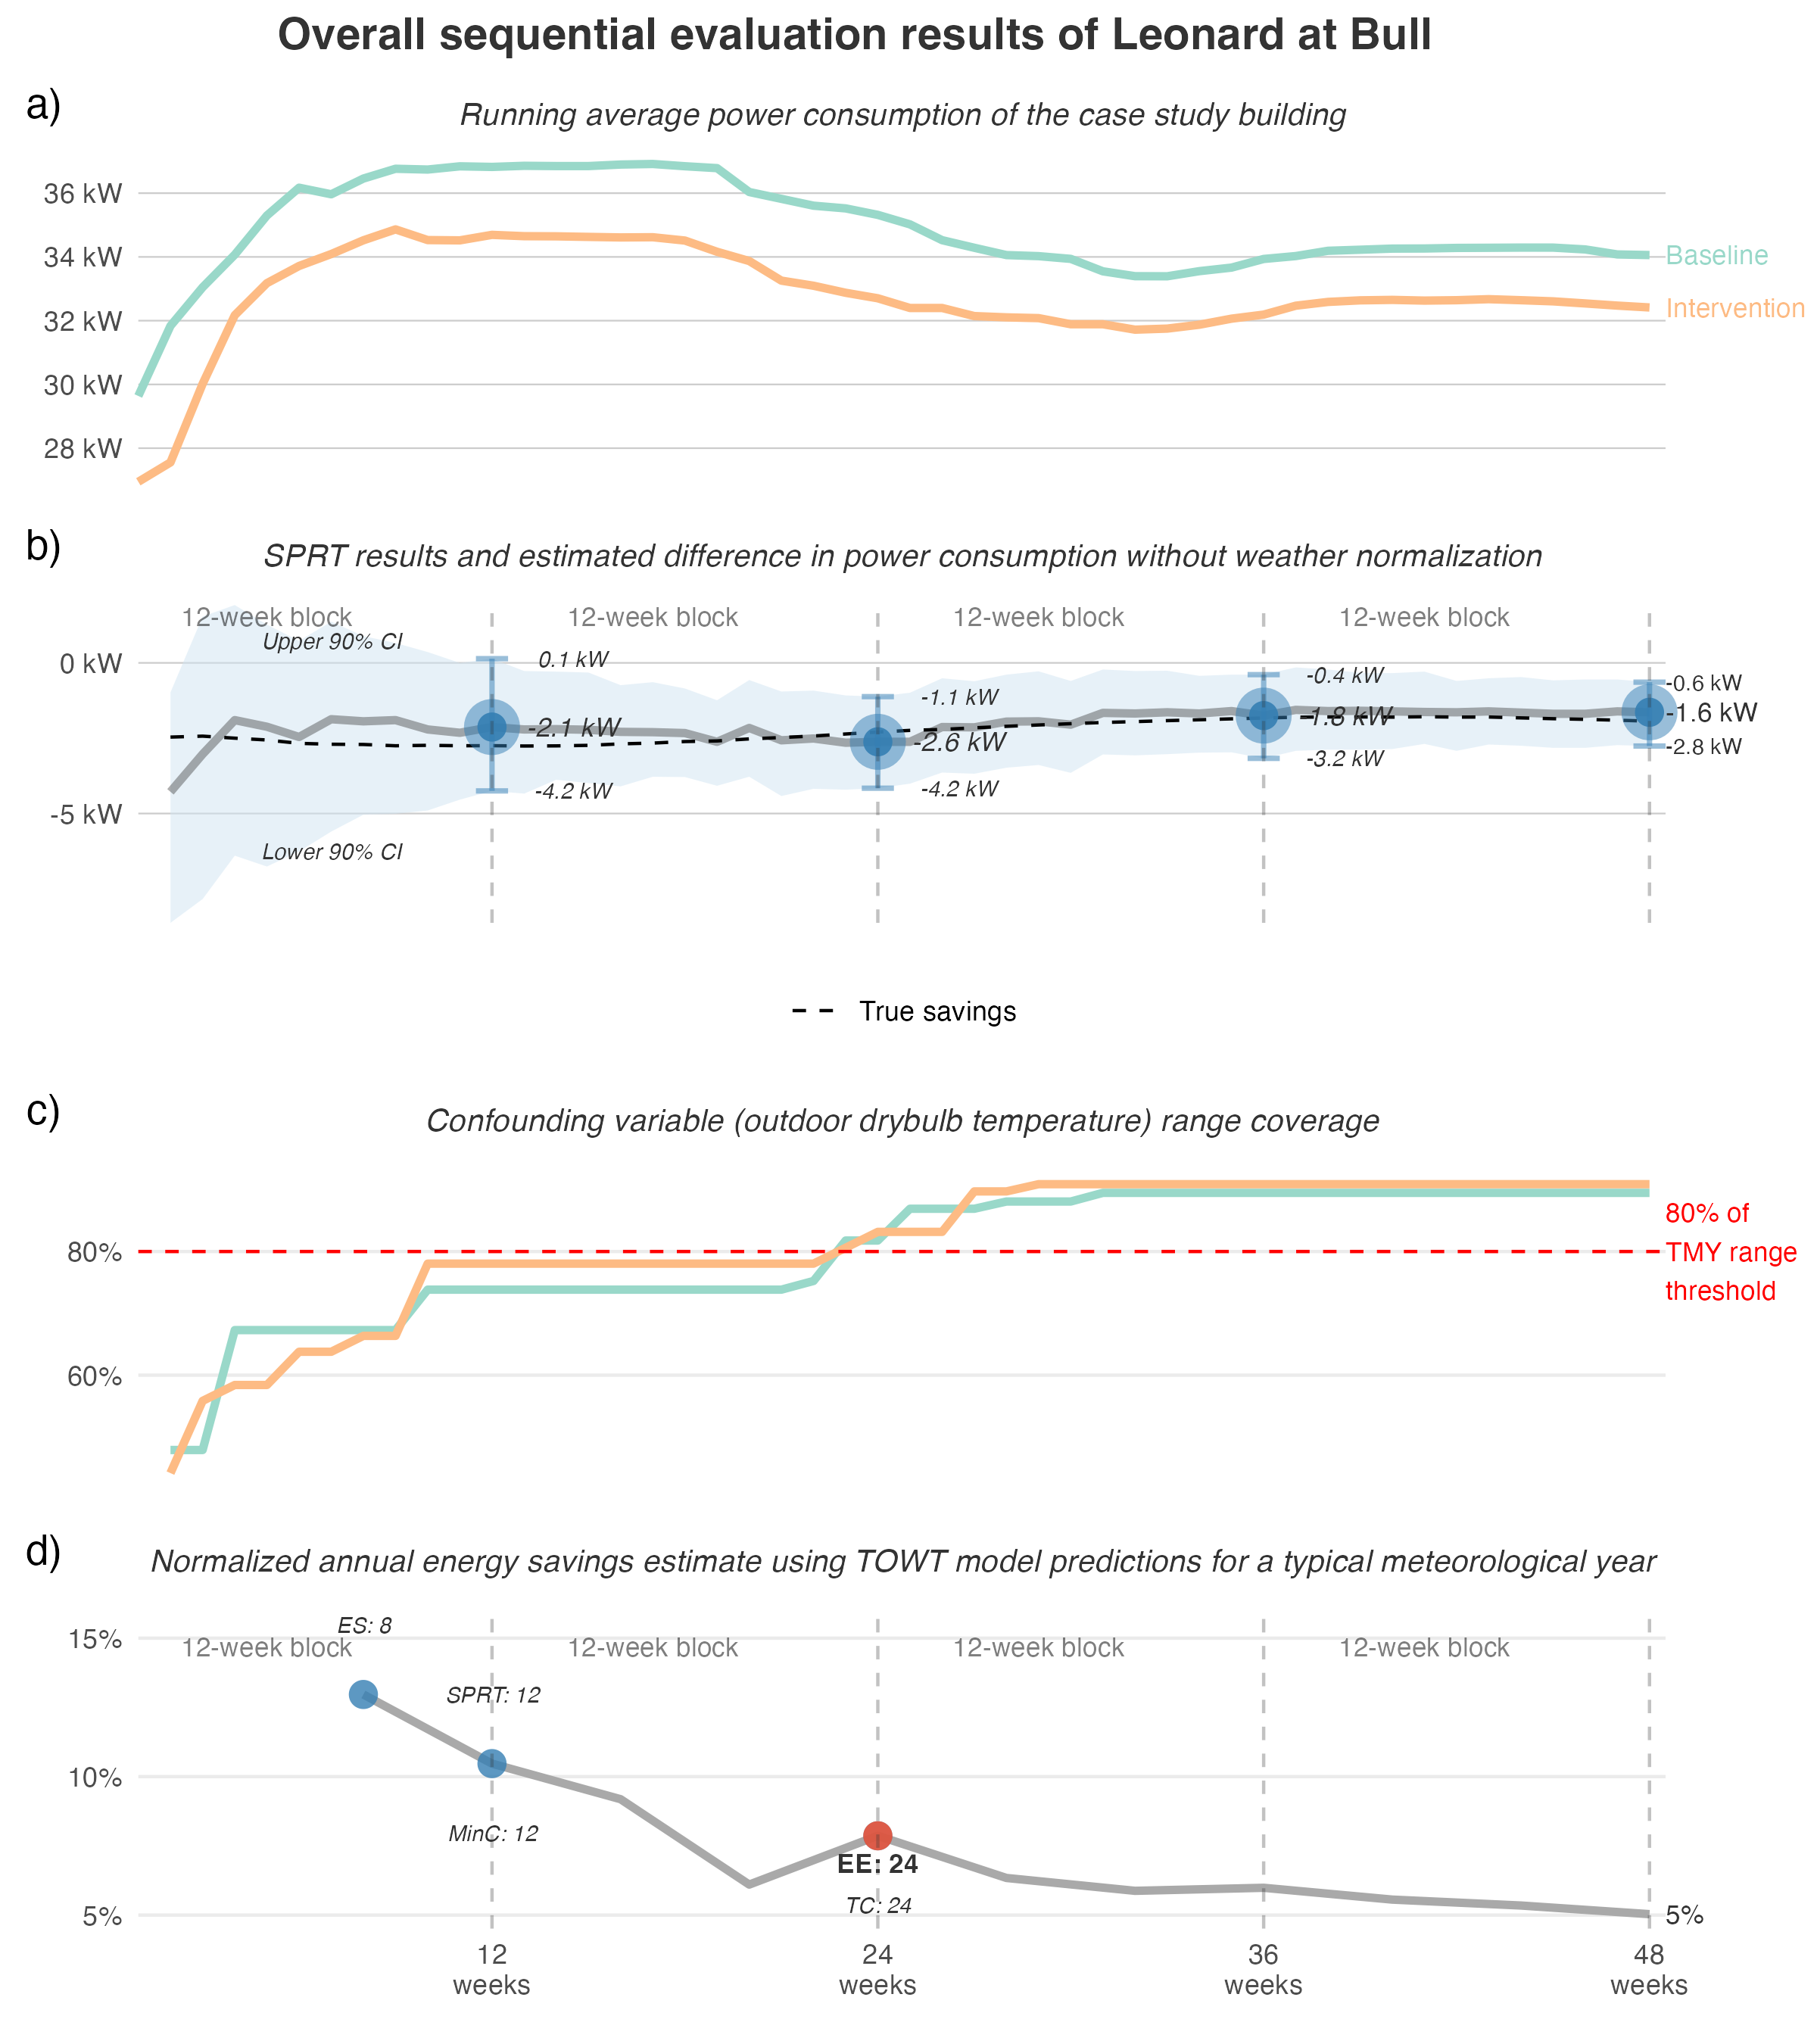 Overall sequential evaluation results of Leonard at Bull
a)
Running average power consumption of the case study building
36 kW
34 kW
32 kW
30 kW
28 kW
Baseline
Intervention
b)
SPRT results and estimated difference in power consumption without weather normalization
12-week block
12-week block
12-week block
12-week block
Upper 90% CI
0 kW
0.1 kW
-1.1 kW
-0.4 kW
-0.6 kW
-2.1 kW
-2.6 kW
-1.8 kW
-1.6 kW
-4.2 kW
-4.2 kW
-3.2 kW
-2.8 kW
-5 kW
Lower 90% CI
True savings
c)
Confounding variable (outdoor drybulb temperature) range coverage
80%
60%
80% of
TMY range
threshold
d)
Normalized annual energy savings estimate using TOWT model predictions for a typical meteorological year
ES: 8
15%
12-week block
12-week block
12-week block
12-week block
SPRT: 12
10%
MinC: 12
EE: 24
TC: 24
5%
5%
12
weeks
24
weeks
36
weeks
48
weeks